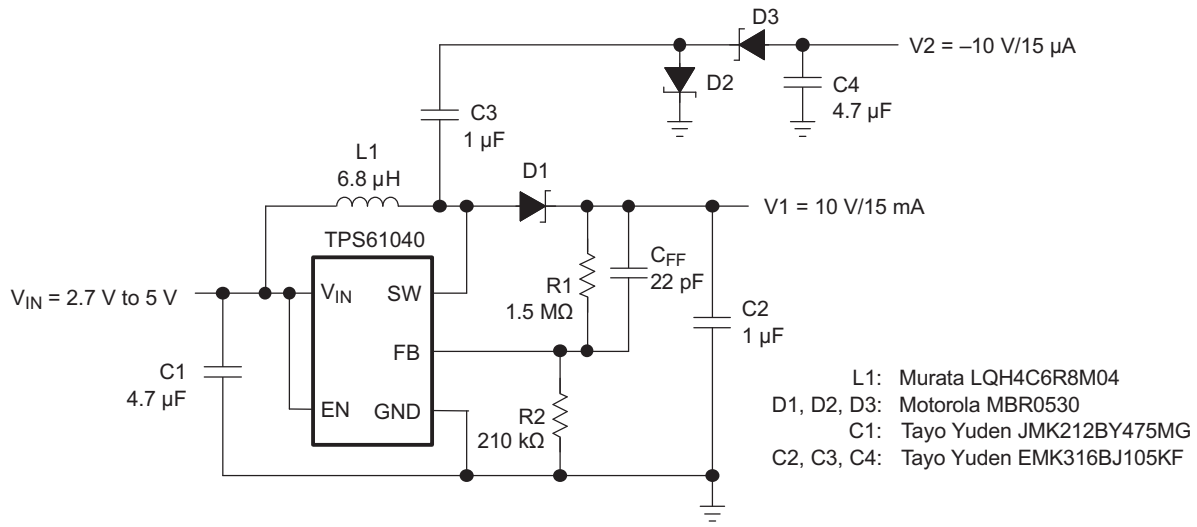 D3
V2 = –10 V/15 µA
D2
C4
4.7 µF
C3
1 µF
L1
6.8 µH
D1
V1 = 10 V/15 mA
TPS61040
VIN = 2.7 V to 5 V
VIN
SW
R1
1.5 MΩ
CFF
22 pF
C2
1 µF
FB
C1
4.7 µF
EN
GND
R2
210 kΩ
L1: Murata LQH4C6R8M04
D1, D2, D3: Motorola MBR0530
C1: Tayo Yuden JMK212BY475MG
C2, C3, C4: Tayo Yuden EMK316BJ105KF